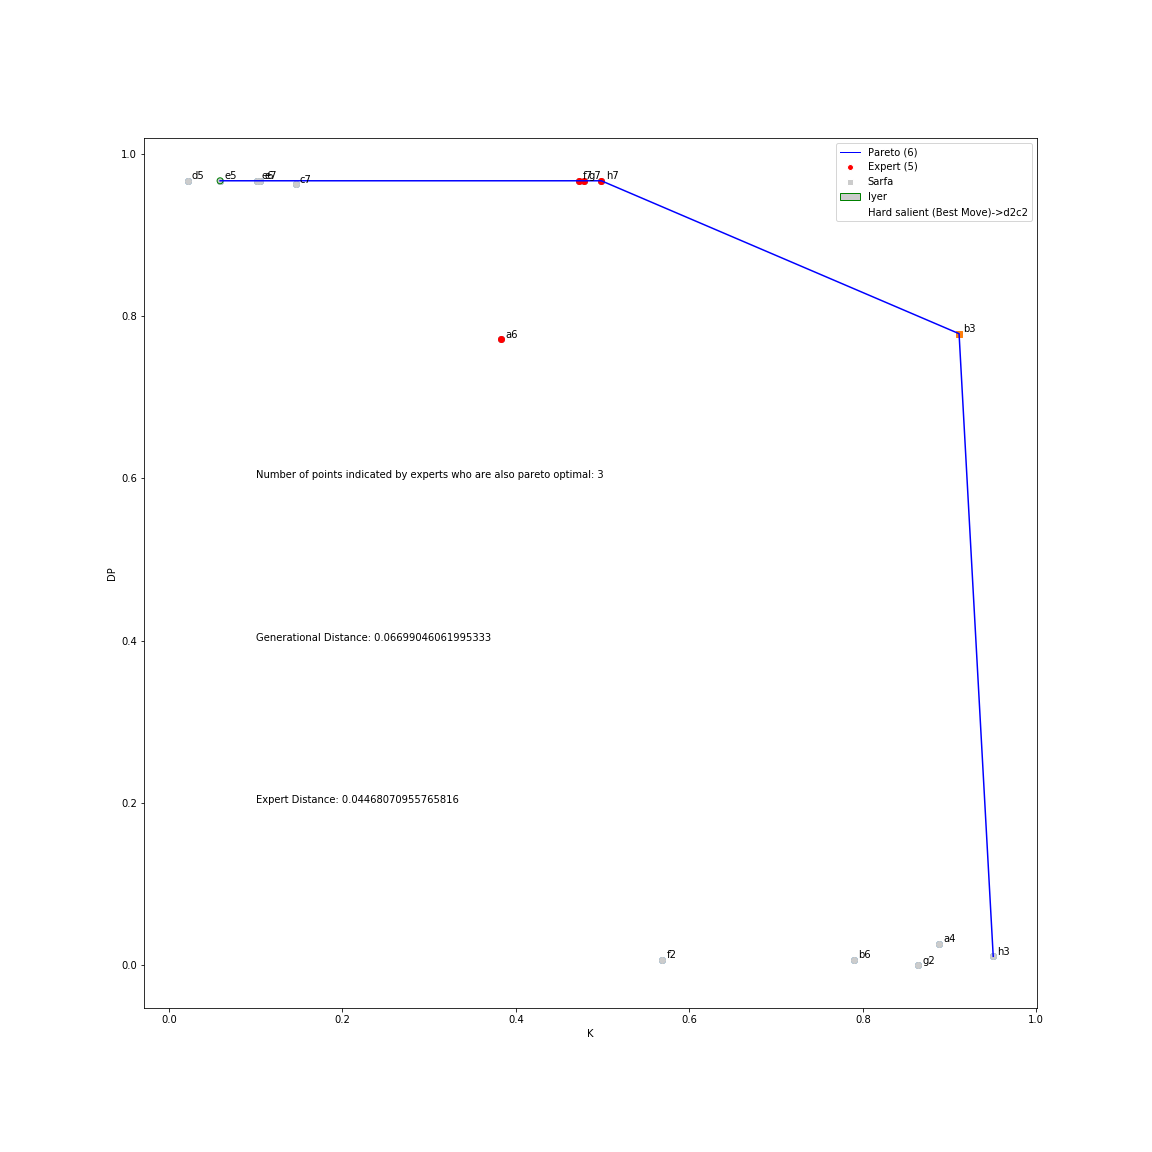 1.0
0.8
0.6
0.4
0.2
0.0
DP
0.0
0.2
0.4
0.6
0.8
1.0
K
Pareto (6)
Expert (5)
Sarfa
Iyer
Hard salient (Best Move)->d2c2
d5
e5
c7
f7
g7
h7
b3
a6
Number of points indicated by experts who are also pareto optimal: 3
Generational Distance: 0.06699046061995333
Expert Distance: 0.04468070955765816
f2
b6
g2
a4
h3